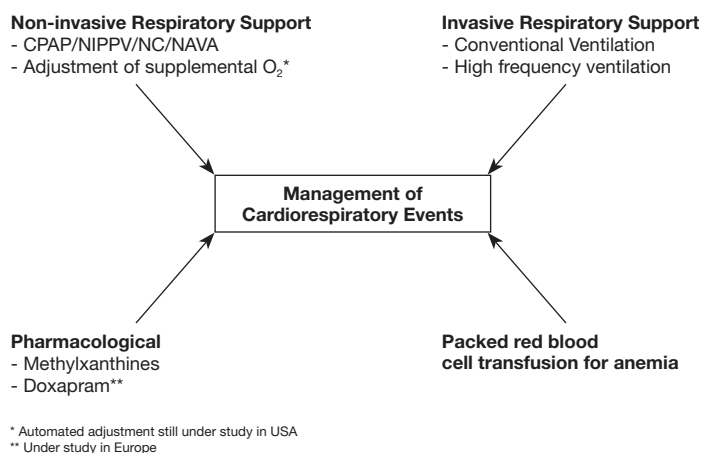 Non-invasive Respiratory Support
- CPAP/NIPPV/NC/NAVA
- Adjustment of supplemental O₂*
Invasive Respiratory Support
- Conventional Ventilation
- High frequency ventilation
Management of
Cardiorespiratory Events
Pharmacological
- Methylxanthines
- Doxapram**
Packed red blood
cell transfusion for anemia
* Automated adjustment still under study in USA
** Under study in Europe